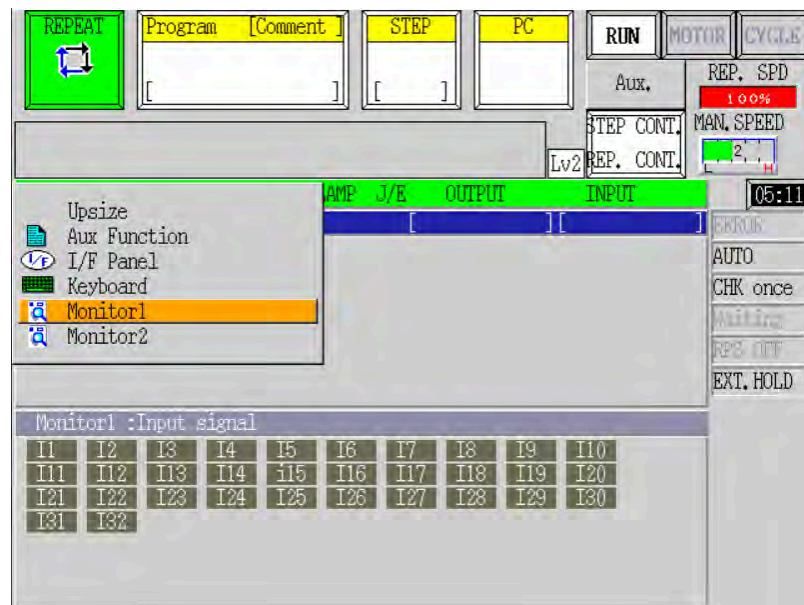 REPEAT
Program [Comment ]
[ ]
STEP
[ ]
PC
RUN
MOTOR
CYCLE
Aux.
REP. SPD
100%
STEP CONT.
REP. CONT.
MAN. SPEED
2
L H
Lv2
AMP J/E OUTPUT INPUT
[ ][ ]
05:11
Upsize
Aux Function
I/F I/F Panel
Keyboard
Monitor1
Monitor2
ERROR
AUTO
CHK once
Waiting
RPS OFF
EXT. HOLD
Monitor1 :Input signal
I1 I2 I3 I4 I5 I6 I7 I8 I9 I10
I11 I12 I13 I14 i15 I16 I17 I18 I19 I20
I21 I22 I23 I24 I25 I26 I27 I28 I29 I30
I31 I32